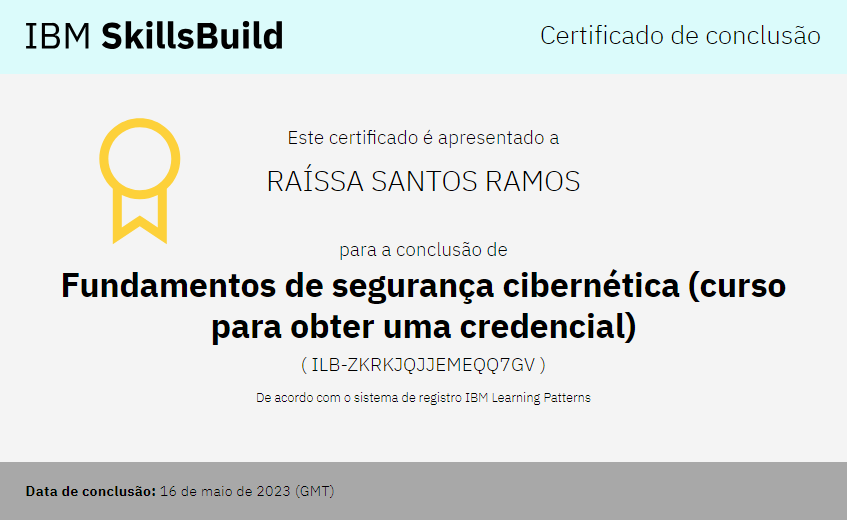 IBM SkillsBuild
Certificado de conclusão
Este certificado é apresentado a
RAÍSSA SANTOS RAMOS
para a conclusão de
Fundamentos de segurança cibernética (curso
para obter uma credencial)
( ILB-ZKRKJQJJEMEQQ7GV )
De acordo com o sistema de registro IBM Learning Patterns
Data de conclusão: 16 de maio de 2023 (GMT)